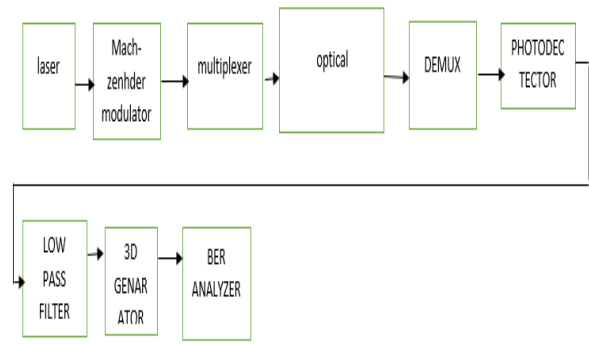 laser
Mach-
zenhder
modulator
multiplexer
optical
DEMUX
PHOTODEC
TECTOR
LOW
PASS
FILTER
3D
GENAR
ATOR
BER
ANALYZER